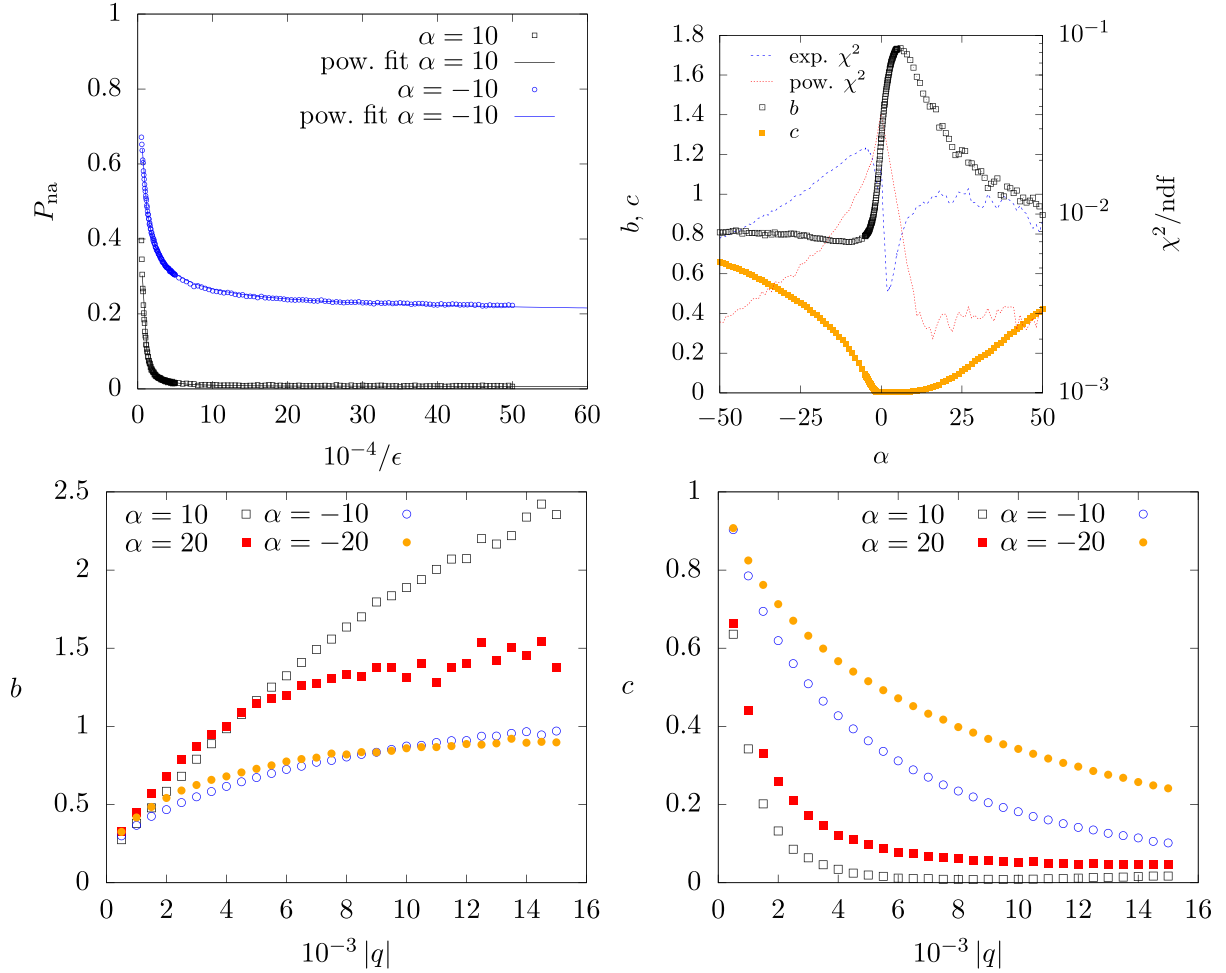 1
0.8
0.6
0.4
0.2
0
P_na
α = 10
pow. fit α = 10
α = −10
pow. fit α = −10
0 10 20 30 40 50 60
10^−4/ϵ
1.8
1.6
1.4
1.2
1
0.8
0.6
0.4
0.2
0
b, c
exp. χ^2
pow. χ^2
b
c
10^−1
10^−2
10^−3
χ^2/ndf
−50 −25 0 25 50
α
2.5
2
1.5
1
0.5
0
b
α = 10 α = −10
α = 20 α = −20
0 2 4 6 8 10 12 14 16
10^−3 |q|
1
0.8
0.6
0.4
0.2
0
c
α = 10 α = −10
α = 20 α = −20
0 2 4 6 8 10 12 14 16
10^−3 |q|